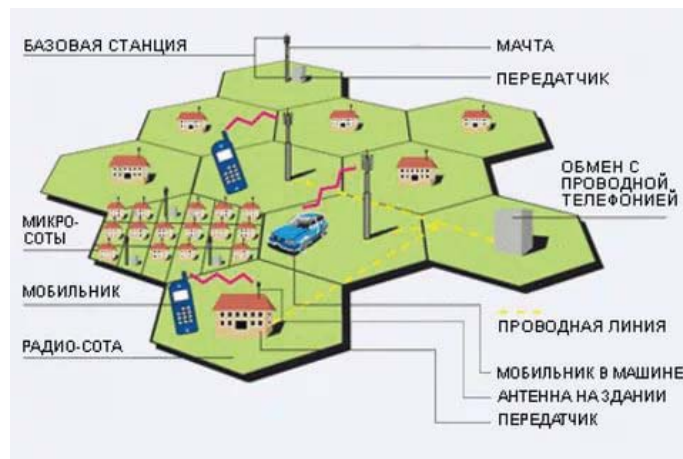 БАЗОВАЯ СТАНЦИЯ
МАЧТА
ПЕРЕДАТЧИК
ОБМЕН С
ПРОВОДНОЙ
ТЕЛЕФОНИЕЙ
МИКРО-
СОТЫ
МОБИЛЬНИК
РАДИО-СОТА
ПРОВОДНАЯ ЛИНИЯ
МОБИЛЬНИК В МАШИНЕ
АНТЕННА НА ЗДАНИИ
ПЕРЕДАТЧИК